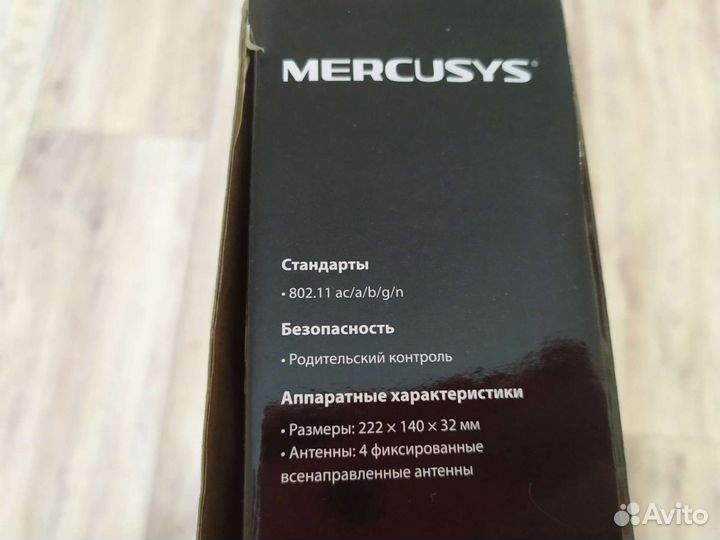 MERCUSYS®
Стандарты
• 802.11 ac/a/b/g/n
Безопасность
• Родительский контроль
Аппаратные характеристики
• Размеры: 222 × 140 × 32 мм
• Антенны: 4 фиксированные
всенаправленные антенны
Avito